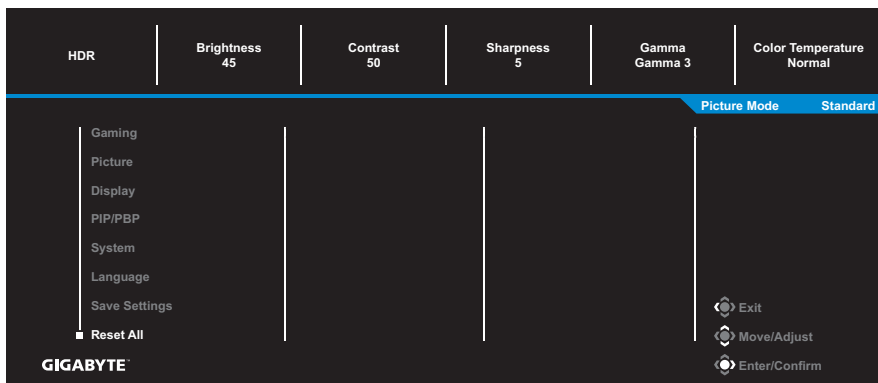 HDR
Brightness
45
Contrast
50
Sharpness
5
Gamma
Gamma 3
Color Temperature
Normal
Picture Mode Standard
Gaming
Picture
Display
PIP/PBP
System
Language
Save Settings
Reset All
Exit
Move/Adjust
Enter/Confirm
GIGABYTE™